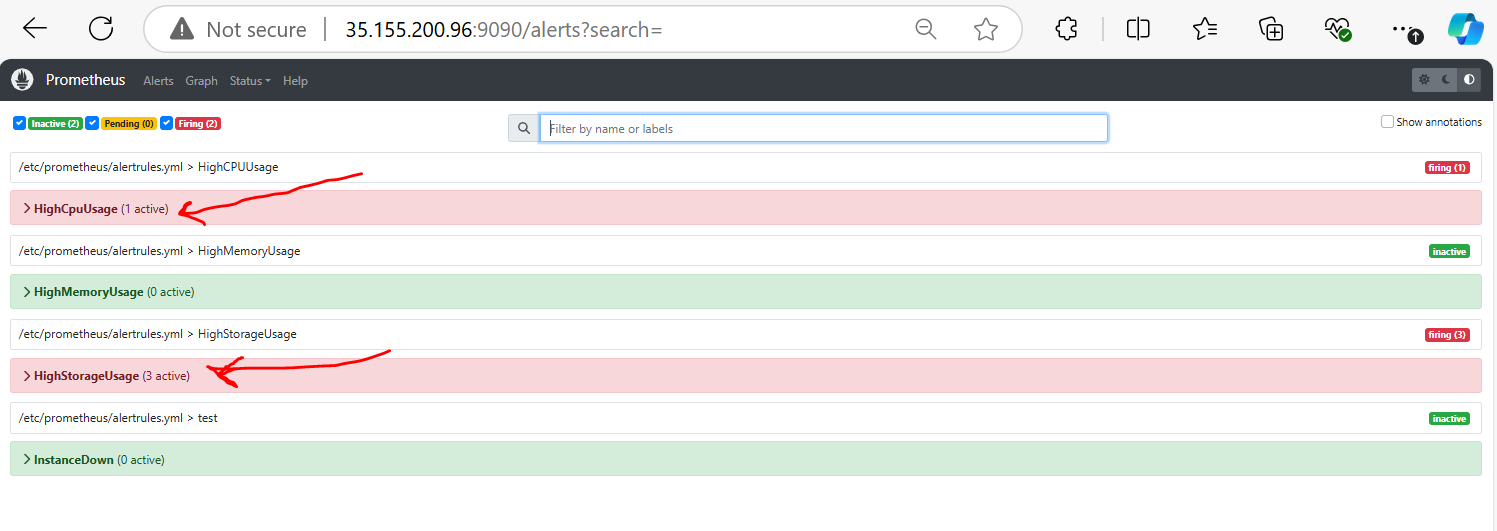 Not secure 35.155.200.96:9090/alerts?search=
Prometheus Alerts Graph Status Help
Inactive (2) Pending (0) Firing (2) Filter by name or labels Show annotations
/etc/prometheus/alertrules.yml > HighCPUUsage firing (1)
HighCpuUsage (1 active)
/etc/prometheus/alertrules.yml > HighMemoryUsage inactive
HighMemoryUsage (0 active)
/etc/prometheus/alertrules.yml > HighStorageUsage firing (3)
HighStorageUsage (3 active)
/etc/prometheus/alertrules.yml > test inactive
InstanceDown (0 active)